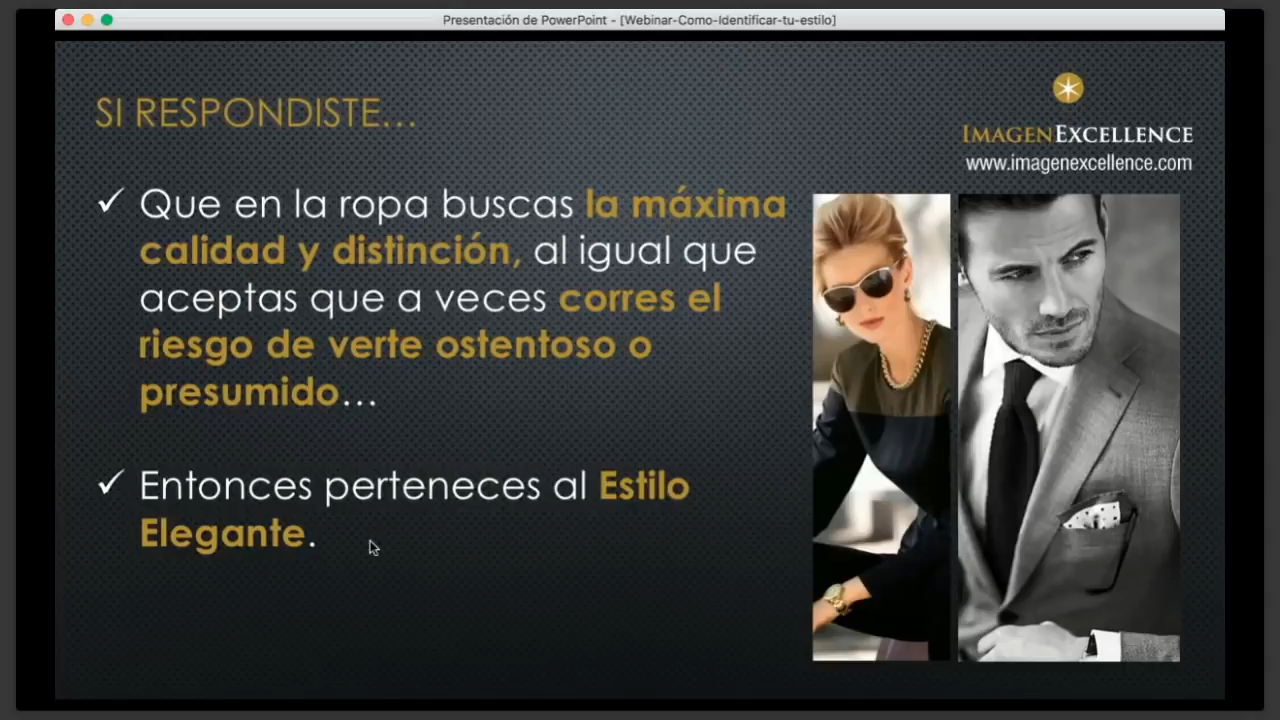 Presentación de PowerPoint - [Webinar-Como-Identificar-tu-estilo]
SI RESPONDISTE...
IMAGENEXCELLENCE
www.imagenexcellence.com
Que en la ropa buscas la máxima
calidad y distinción, al igual que
aceptas que a veces corres el
riesgo de verte ostentoso o
presumido...
Entonces perteneces al Estilo
Elegante.